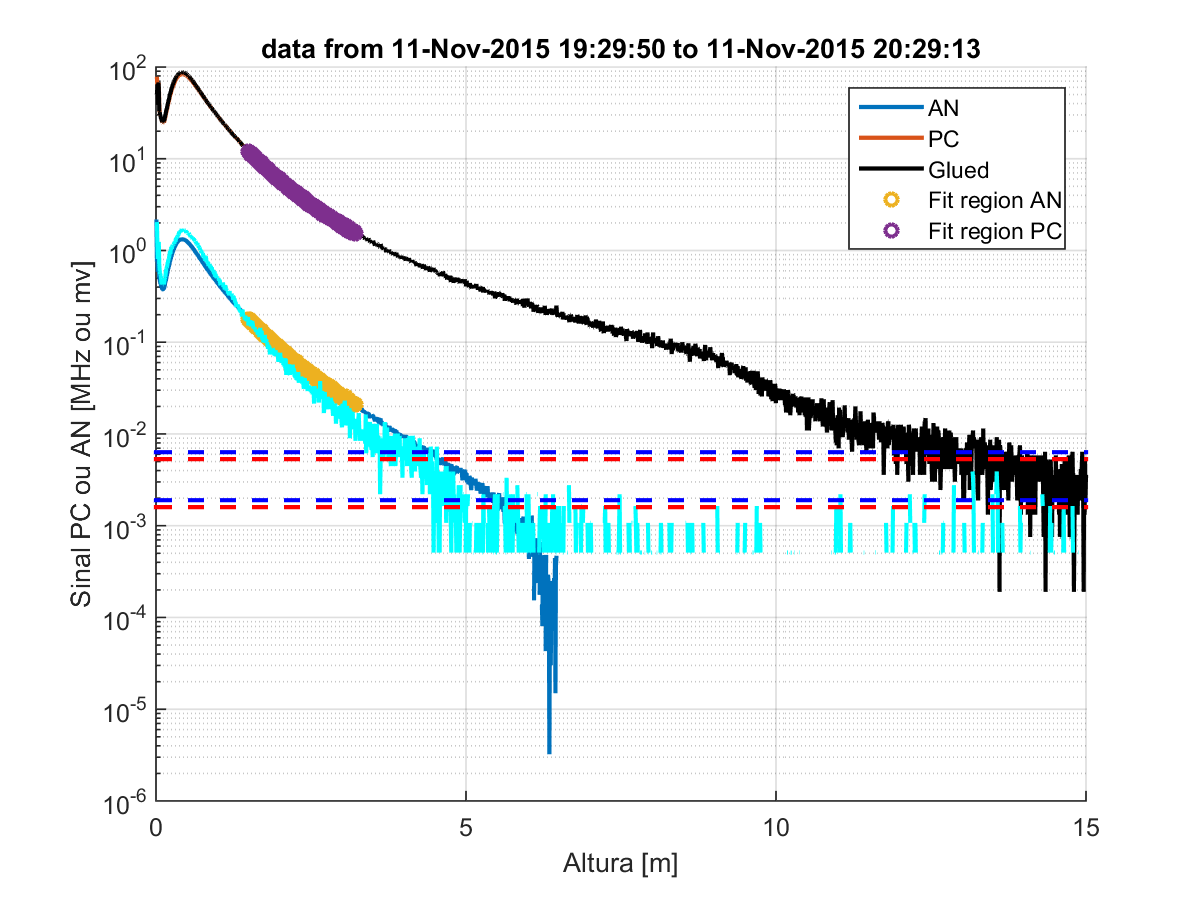 data from 11-Nov-2015 19:29:50 to 11-Nov-2015 20:29:13
AN
PC
Glued
Fit region AN
Fit region PC
Sinal PC ou AN [MHz ou mv]
10^2
10^1
10^0
10^-1
10^-2
10^-3
10^-4
10^-5
10^-6
0 5 10 15
Altura [m]